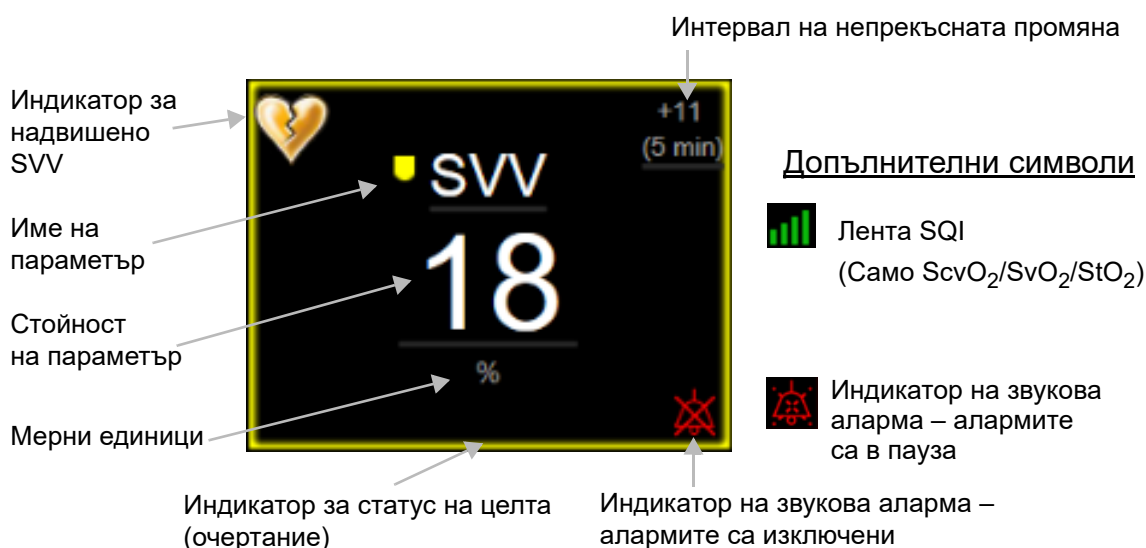 Интервал на непрекъсната промяна
Индикатор за
надвишено
SVV
+11
(5 min)
Допълнителни символи
SVV
Име на
параметър
Лента SQI
(Само ScvO2/SvO2/StO2)
18
Стойност
на параметър
%
Мерни единици
Индикатор на звукова
аларма – алармите
са в пауза
Индикатор за статус на целта
(очертание)
Индикатор на звукова аларма –
алармите са изключени